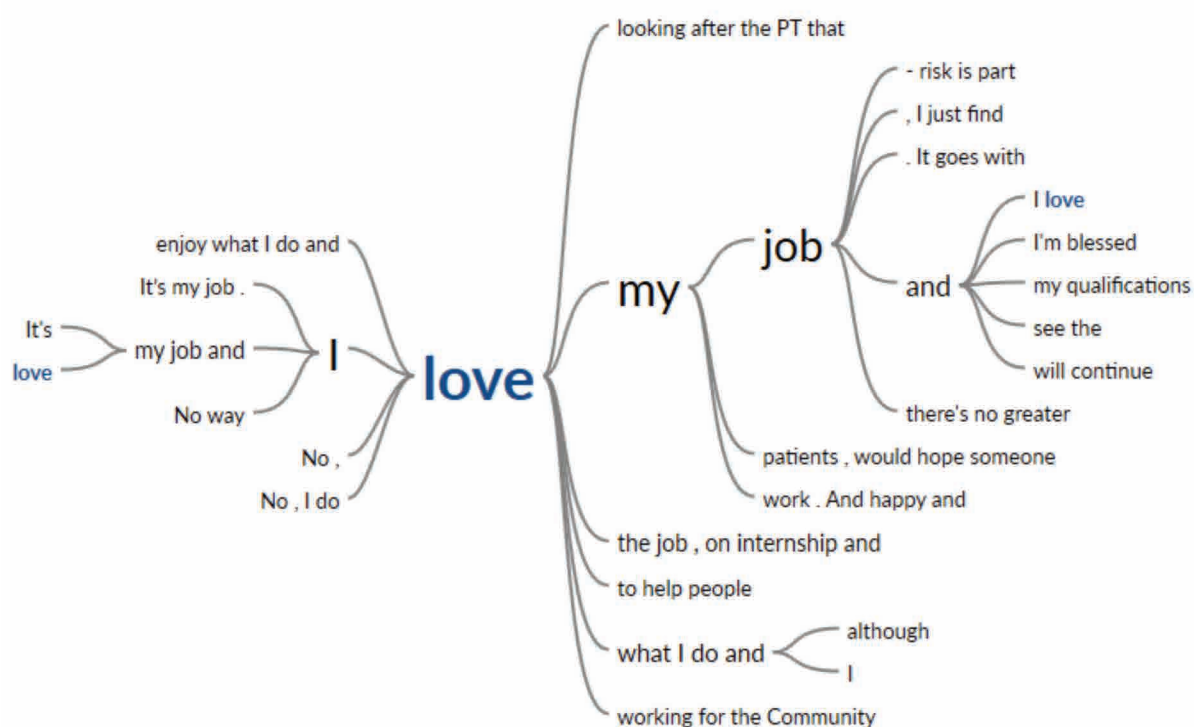 looking after the PT that
- risk is part
, I just find
. It goes with
I love
enjoy what I do and
job
I'm blessed
It's my job .
my
and
my qualifications
It's
my job and
I
see the
love
love
will continue
No way
there's no greater
No ,
patients , would hope someone
No , I do
work . And happy and
the job , on internship and
to help people
although
what I do and
I
working for the Community